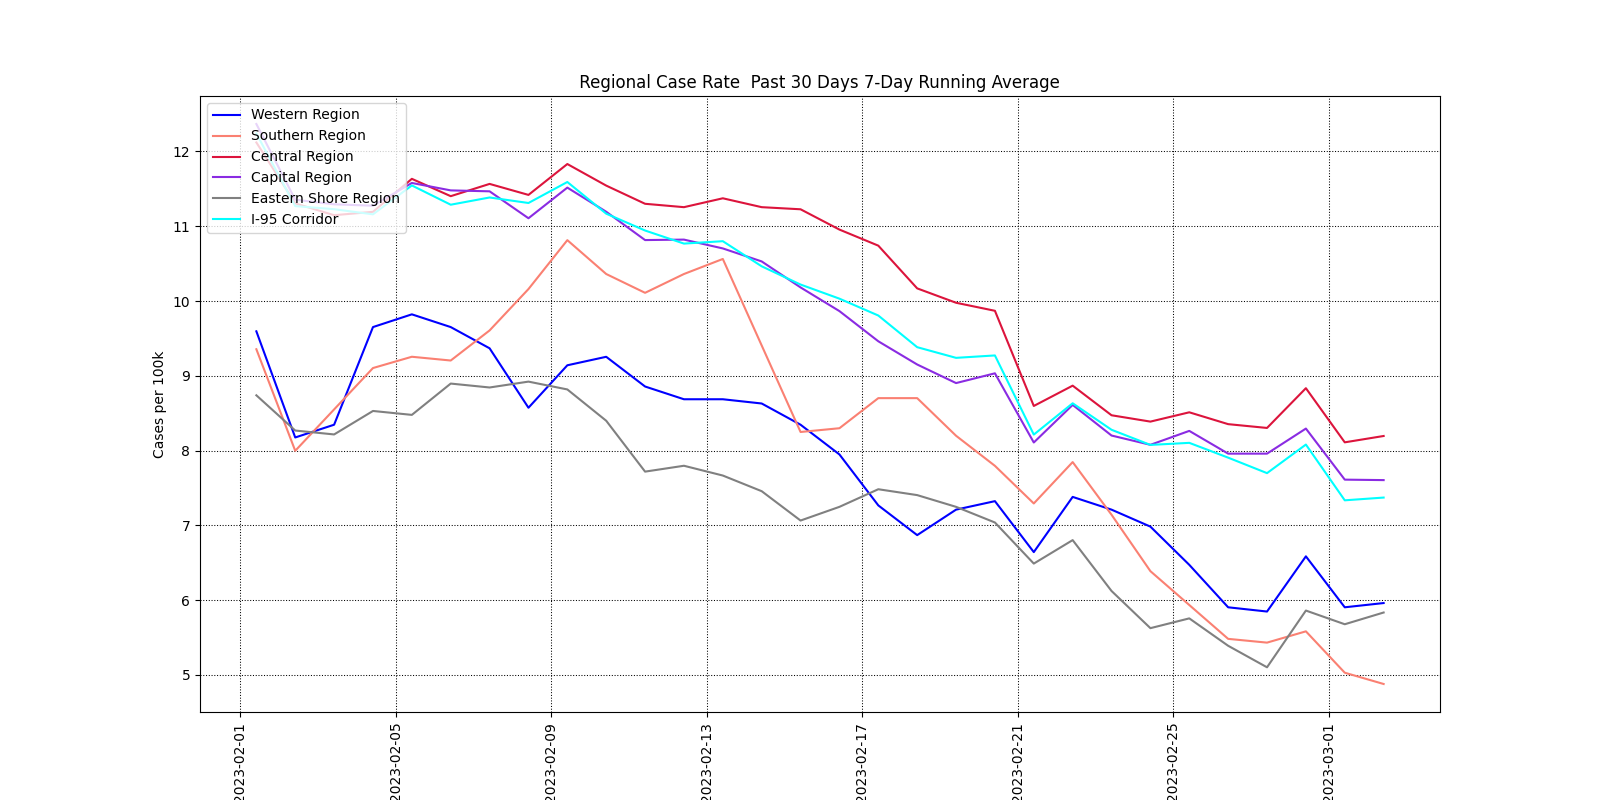 Regional Case Rate  Past 30 Days 7-Day Running Average
Western Region
Southern Region
Central Region
Capital Region
Eastern Shore Region
I-95 Corridor
Cases per 100k
12
11
10
9
8
7
6
5
2023-02-01
2023-02-05
2023-02-09
2023-02-13
2023-02-17
2023-02-21
2023-02-25
2023-03-01